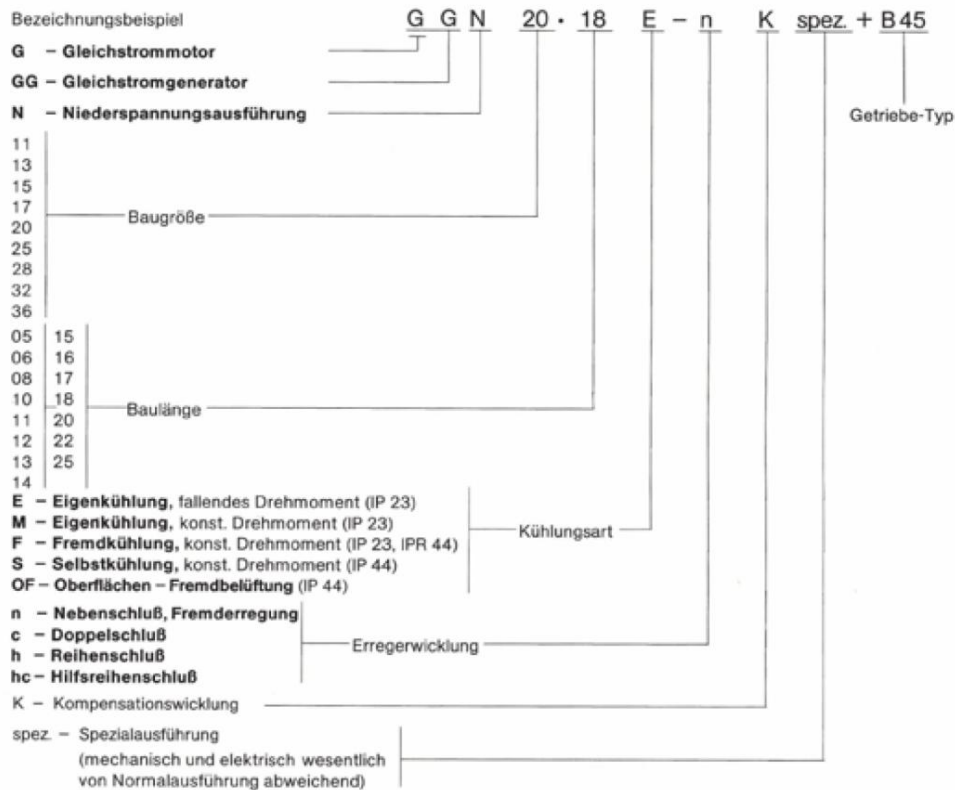 Bezeichnungsbeispiel G G N 20 · 18 E – n K spez. + B 45
G – Gleichstrommotor
GG – Gleichstromgenerator
N – Niederspannungsausführung
Getriebe-Typ
11
13
15
17
Baugröße
20
25
28
32
36
05 15
06 16
08 17
10 18
Baulänge
11 20
12 22
13 25
14
E – Eigenkühlung, fallendes Drehmoment (IP 23)
M – Eigenkühlung, konst. Drehmoment (IP 23)
F – Fremdkühlung, konst. Drehmoment (IP 23, IPR 44)
S – Selbstkühlung, konst. Drehmoment (IP 44)
OF – Oberflächen – Fremdbelüftung (IP 44)
Kühlungsart
n – Nebenschluß, Fremderregung
c – Doppelschluß
h – Reihenschluß
hc – Hilfsreihenschluß
Erregerwicklung
K – Kompensationswicklung
spez. – Spezialausführung
(mechanisch und elektrisch wesentlich
von Normalausführung abweichend)